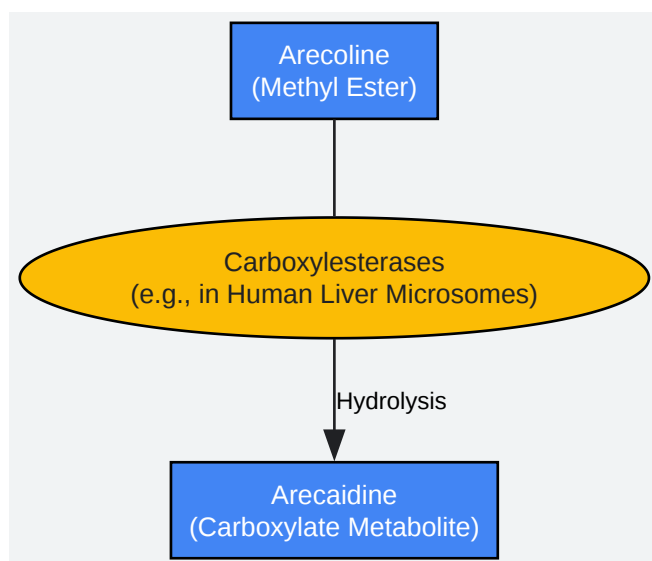 Arecoline
(Methyl Ester)
Carboxylesterases
(e.g., in Human Liver Microsomes)
Hydrolysis
Arecaidine
(Carboxylate Metabolite)